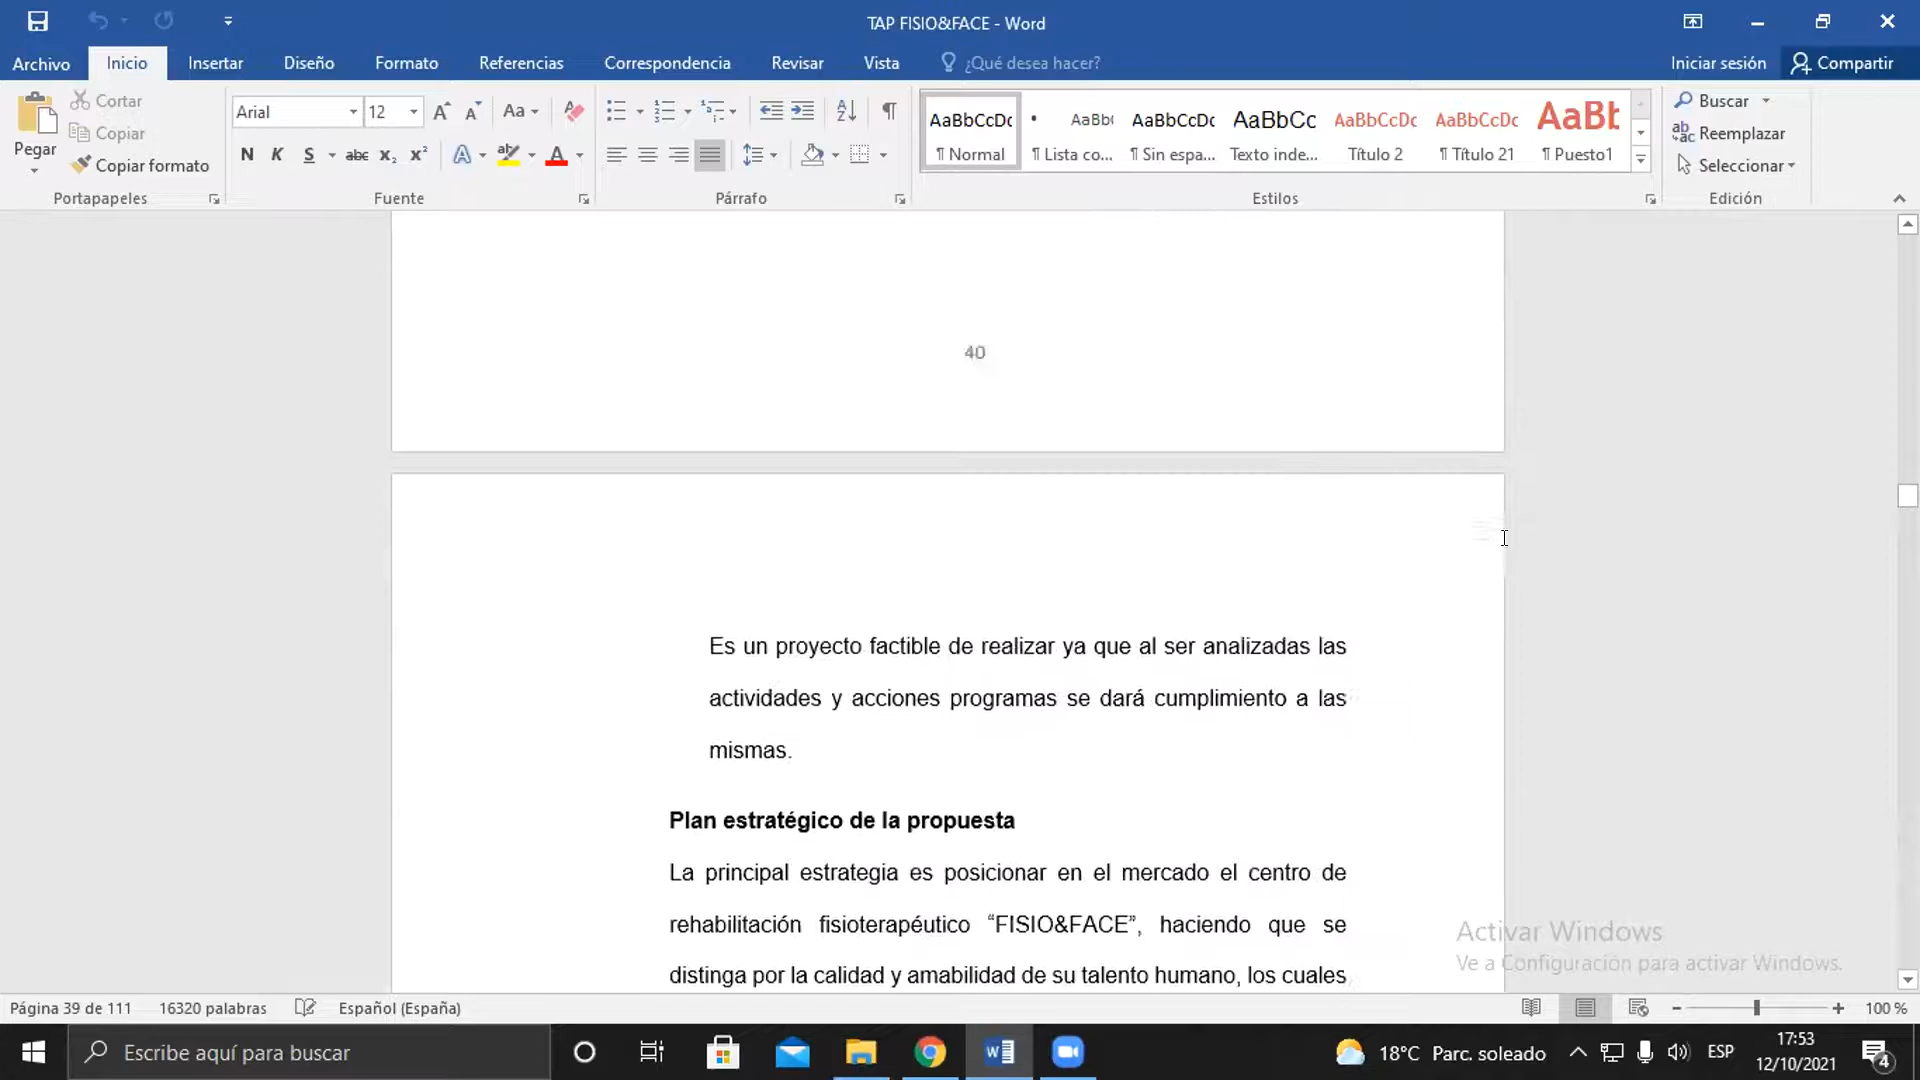 TAP FISIO&FACE - Word
Archivo Inicio Insertar Diseño Formato Referencias Correspondencia Revisar Vista ¿Qué desea hacer? Iniciar sesión Compartir
Pegar Cortar
Copiar
Copiar formato
Portapapeles
Arial 12 Aa
N K S abc x₂ x²
Fuente
Párrafo
AaBbCcDc AaBb( AaBbCcDc AaBbCc AaBbCcDc AaBbCcDc AaBb
¶ Normal ¶ Lista co... ¶ Sin espa... Texto inde... Título 2 ¶ Título 21 ¶ Puesto1
Estilos
Buscar
Reemplazar
Seleccionar
Edición
40
Es un proyecto factible de realizar ya que al ser analizadas las
actividades y acciones programas se dará cumplimiento a las
mismas.
Plan estratégico de la propuesta
La principal estrategia es posicionar en el mercado el centro de
rehabilitación fisioterapéutico “FISIO&FACE”, haciendo que se
distinga por la calidad y amabilidad de su talento humano, los cuales
Activar Windows
Ve a Configuración para activar Windows.
Página 39 de 111 16320 palabras Español (España) 100 %
Escribe aquí para buscar
18°C Parc. soleado ESP
17:53
12/10/2021
4